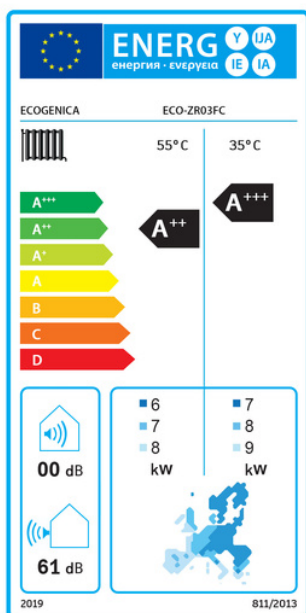 ENERG Y IJA
енергия · ενεργεια IE IA
ECOGENICA ECO-ZR03FC
55°C 35°C
A+++
A++
A+
A
B
C
D
A++
A+++
00 dB
61 dB
6
7
8
kW
7
8
9
kW
2019 811/2013